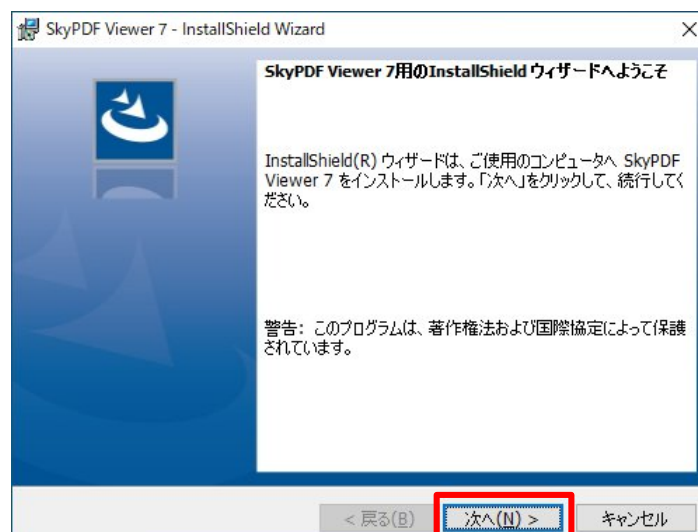 SkyPDF Viewer 7 - InstallShield Wizard
SkyPDF Viewer 7用のInstallShield ウィザードへようこそ
InstallShield(R) ウィザードは、ご使用のコンピュータへ SkyPDF
Viewer 7 をインストールします。「次へ」をクリックして、続行してく
ださい。
警告: このプログラムは、著作権法および国際協定によって保護
されています。
< 戻る(B)
次へ(N) >
キャンセル